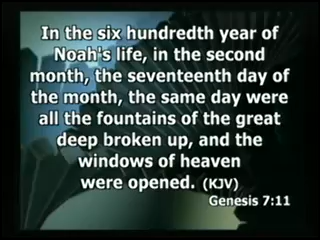 In the six hundredth year of
Noah's life, in the second
month, the seventeenth day of
the month, the same day were
all the fountains of the great
deep broken up, and the
windows of heaven
were opened. (KJV)
Genesis 7:11